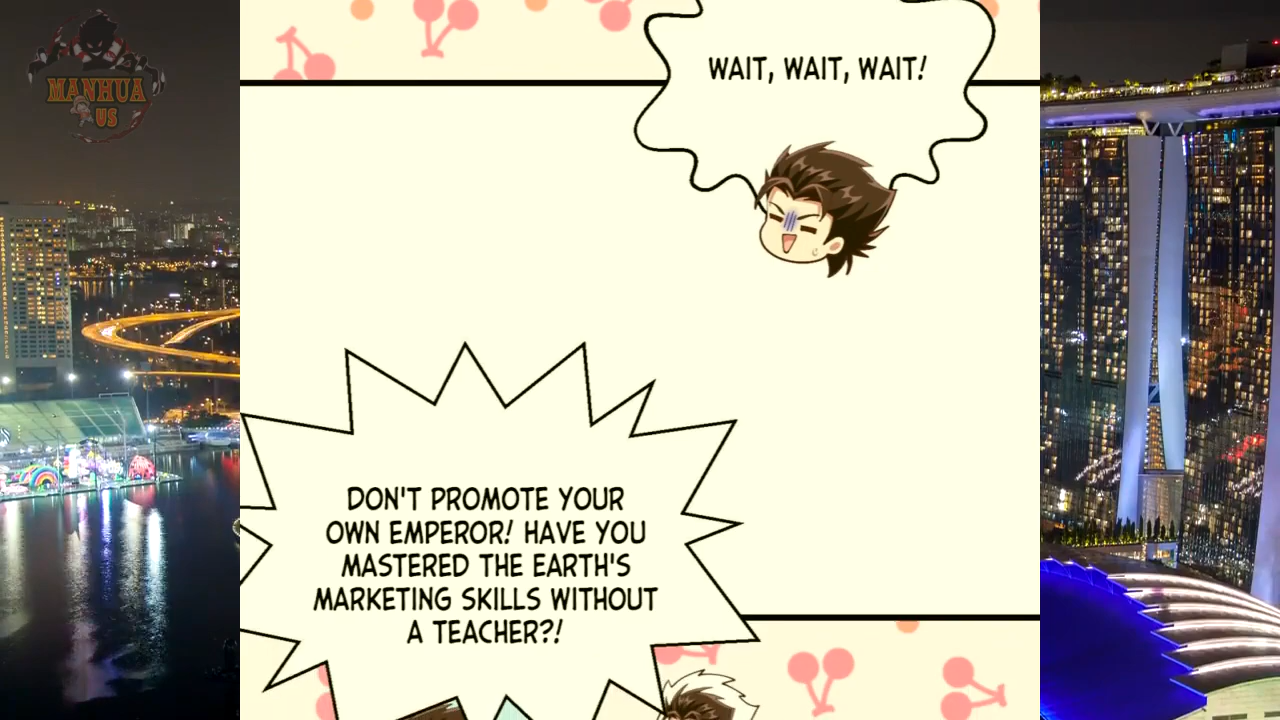 MANHUA
US
WAIT, WAIT, WAIT!
DON'T PROMOTE YOUR
OWN EMPEROR! HAVE YOU
MASTERED THE EARTH'S
MARKETING SKILLS WITHOUT
A TEACHER?!